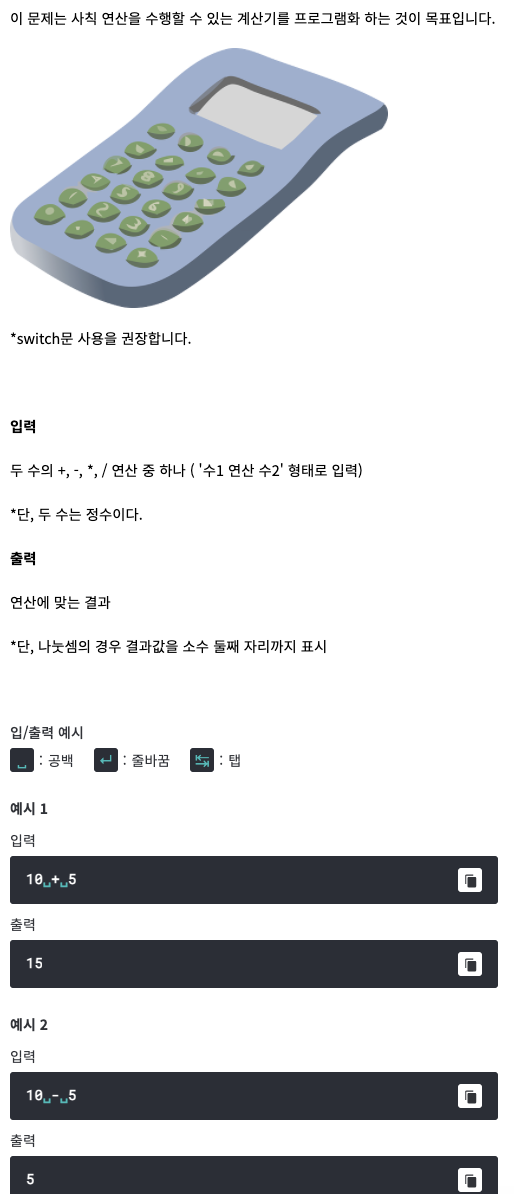 이 문제는 사칙 연산을 수행할 수 있는 계산기를 프로그램화 하는 것이 목표입니다.
*switch문 사용을 권장합니다.
입력
두 수의 +, -, *, / 연산 중 하나 ( '수1 연산 수2' 형태로 입력)
*단, 두 수는 정수이다.
출력
연산에 맞는 결과
*단, 나눗셈의 경우 결과값을 소수 둘째 자리까지 표시
입/출력 예시
␣ : 공백 ↵ : 줄바꿈 ↹ : 탭
예시 1
입력
10␣+␣5
출력
15
예시 2
입력
10␣-␣5
출력
5